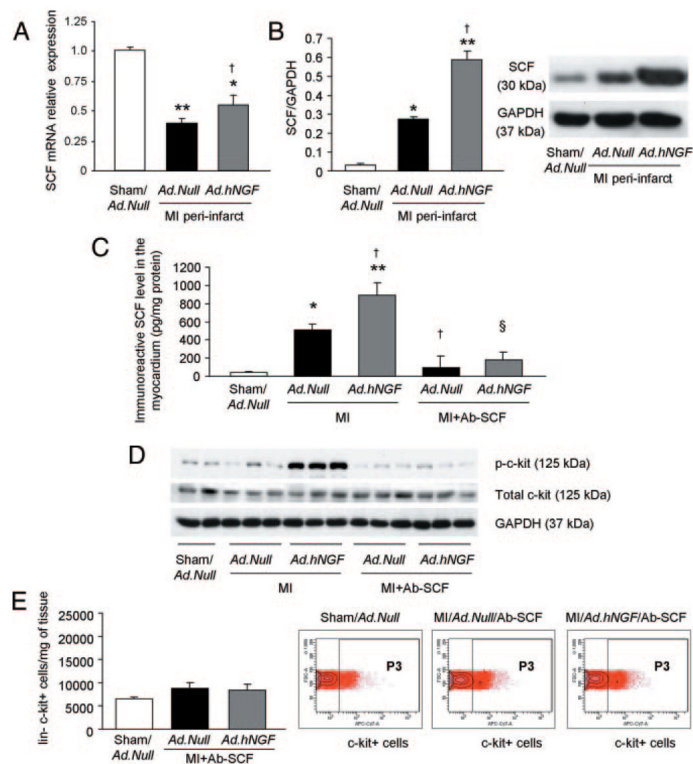 A
SCF mRNA relative expression
1.25
1.0
0.75
0.5
0.25
0
**
†
*
Sham/
Ad.Null
Ad.Null Ad.hNGF
MI peri-infarct
B
SCF/GAPDH
0.7
0.6
0.5
0.4
0.3
0.2
0.1
0
*
†
**
Sham/
Ad.Null
Ad.Null Ad.hNGF
MI peri-infarct
SCF
(30 kDa)
GAPDH
(37 kDa)
Sham/
Ad.Null
Ad.Null Ad.hNGF
MI peri-infarct
C
Immunoreactive SCF level in the
myocardium (pg/mg protein)
1200
1000
800
600
400
200
0
*
†
**
†
§
Sham/
Ad.Null
Ad.Null Ad.hNGF
MI
Ad.Null Ad.hNGF
MI+Ab-SCF
D
p-c-kit (125 kDa)
Total c-kit (125 kDa)
GAPDH (37 kDa)
Sham/
Ad.Null
Ad.Null Ad.hNGF
MI
Ad.Null Ad.hNGF
MI+Ab-SCF
E
lin- c-kit+ cells/mg of tissue
25000
20000
15000
10000
5000
0
Sham/
Ad.Null
Ad.Null Ad.hNGF
MI+Ab-SCF
Sham/Ad.Null
P3
APC-Cy7-A
c-kit+ cells
MI/Ad.Null/Ab-SCF
P3
APC-Cy7-A
c-kit+ cells
MI/Ad.hNGF/Ab-SCF
P3
APC-Cy7-A
c-kit+ cells